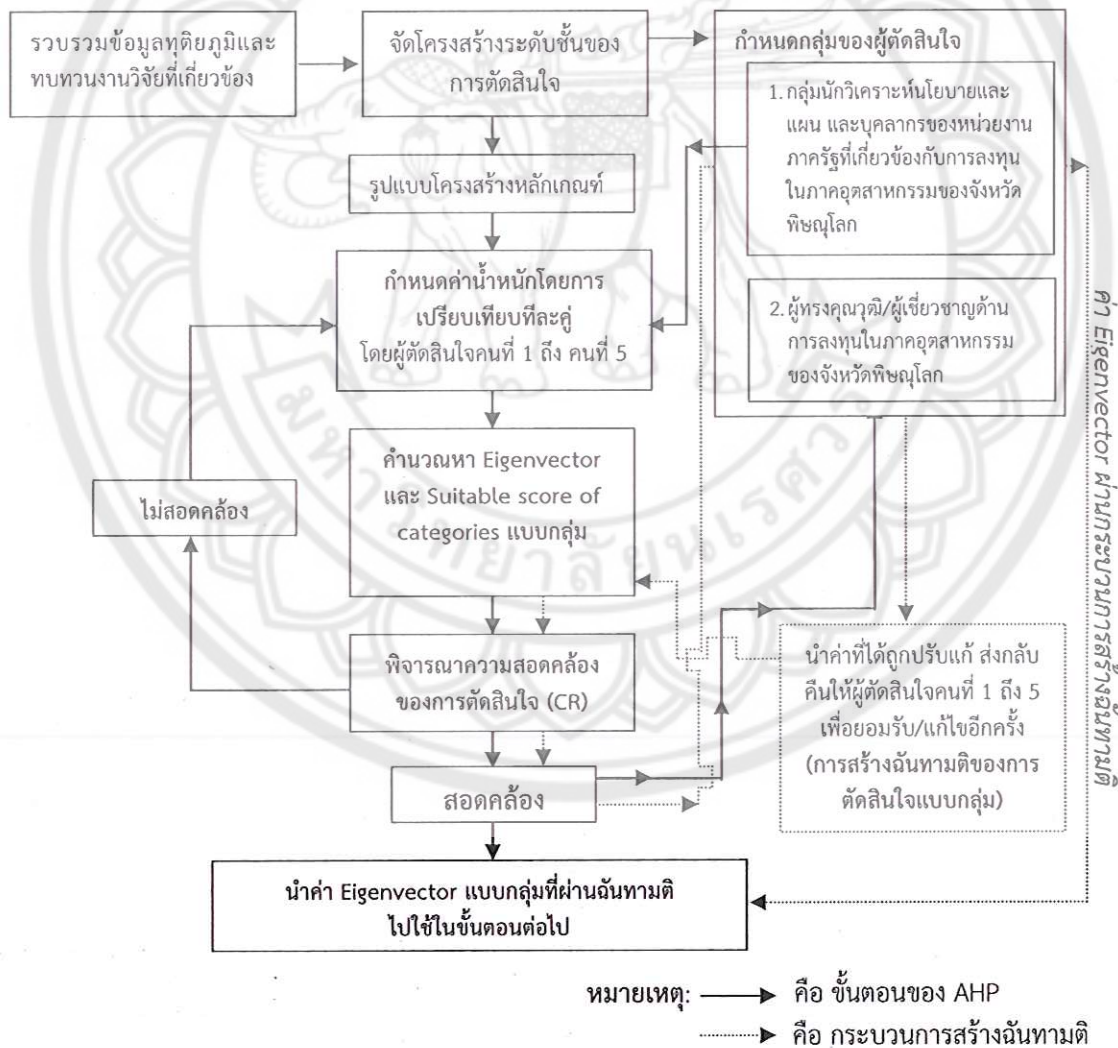 รวบรวมข้อมูลทุติยภูมิและ
ทบทวนงานวิจัยที่เกี่ยวข้อง
จัดโครงสร้างระดับชั้นของ
การตัดสินใจ
กำหนดกลุ่มของผู้ตัดสินใจ
1. กลุ่มนักวิเคราะห์นโยบายและ
แผน และบุคลากรของหน่วยงาน
ภาครัฐที่เกี่ยวข้องกับการลงทุน
ในภาคอุตสาหกรรมของจังหวัด
พิษณุโลก
2. ผู้ทรงคุณวุฒิ/ผู้เชี่ยวชาญด้าน
การลงทุนในภาคอุตสาหกรรม
ของจังหวัดพิษณุโลก
รูปแบบโครงสร้างหลักเกณฑ์
กำหนดค่าน้ำหนักโดยการ
เปรียบเทียบทีละคู่
โดยผู้ตัดสินใจคนที่ 1 ถึง คนที่ 5
คำนวณหา Eigenvector
และ Suitable score of
categories แบบกลุ่ม
ไม่สอดคล้อง
พิจารณาความสอดคล้อง
ของการตัดสินใจ (CR)
นำค่าที่ได้ถูกปรับแก้ ส่งกลับ
คืนให้ผู้ตัดสินใจคนที่ 1 ถึง 5
เพื่อยอมรับ/แก้ไขอีกครั้ง
(การสร้างฉันทามติของการ
ตัดสินใจแบบกลุ่ม)
ค่า Eigenvector ผ่านกระบวนการสร้างฉันทามติ
สอดคล้อง
นำค่า Eigenvector แบบกลุ่มที่ผ่านฉันทามติ
ไปใช้ในขั้นตอนต่อไป
หมายเหตุ: คือ ขั้นตอนของ AHP
คือ กระบวนการสร้างฉันทามติ
มหาวิทยาลัยนเรศวร